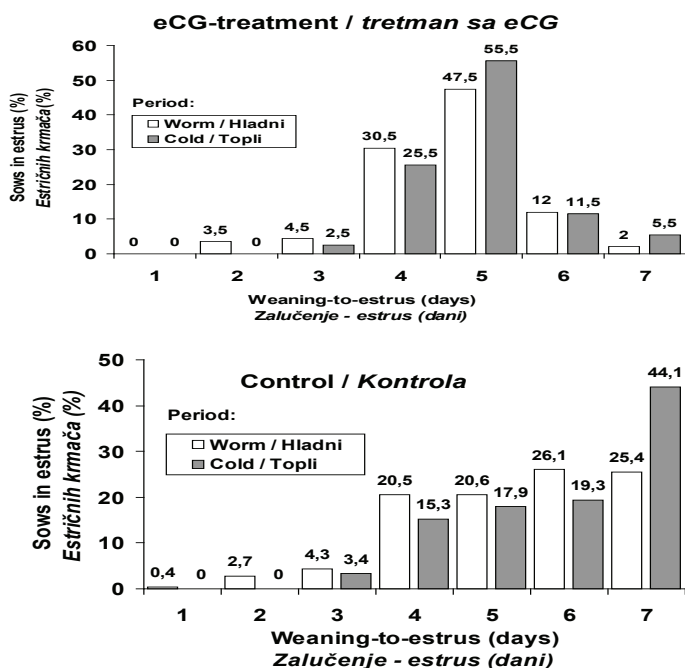 eCG-treatment / tretman sa eCG
Sows in estrus (%)
Estričnih krmača(%)
60
50
40
30
20
10
0
Period:
Worm / Hladni
Cold / Topli
0 0 3,5 0 4,5 2,5 30,5 25,5 47,5 55,5 12 11,5 2 5,5
1 2 3 4 5 6 7
Weaning-to-estrus (days)
Zalučenje - estrus (dani)
Control / Kontrola
Sows in estrus (%)
Estričnih krmača (%)
50
40
30
20
10
0
Period:
Worm / Hladni
Cold / Topli
0,4 0 2,7 0 4,3 3,4 20,5 15,3 20,6 17,9 26,1 19,3 25,4 44,1
1 2 3 4 5 6 7
Weaning-to-estrus (days)
Zalučenje - estrus (dani)